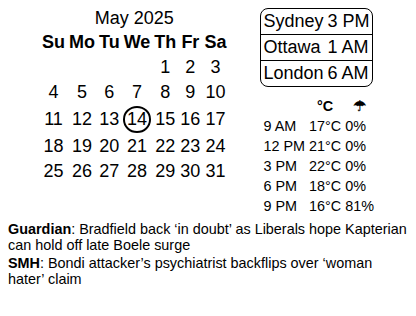 May 2025
Su Mo Tu We Th Fr Sa
1 2 3
4 5 6 7 8 9 10
11 12 13 14 15 16 17
18 19 20 21 22 23 24
25 26 27 28 29 30 31
Sydney 3 PM
Ottawa 1 AM
London 6 AM
°C ☂
9 AM 17°C 0%
12 PM 21°C 0%
3 PM 22°C 0%
6 PM 18°C 0%
9 PM 16°C 81%
Guardian: Bradfield back ‘in doubt’ as Liberals hope Kapterian
can hold off late Boele surge
SMH: Bondi attacker’s psychiatrist backflips over ‘woman
hater’ claim